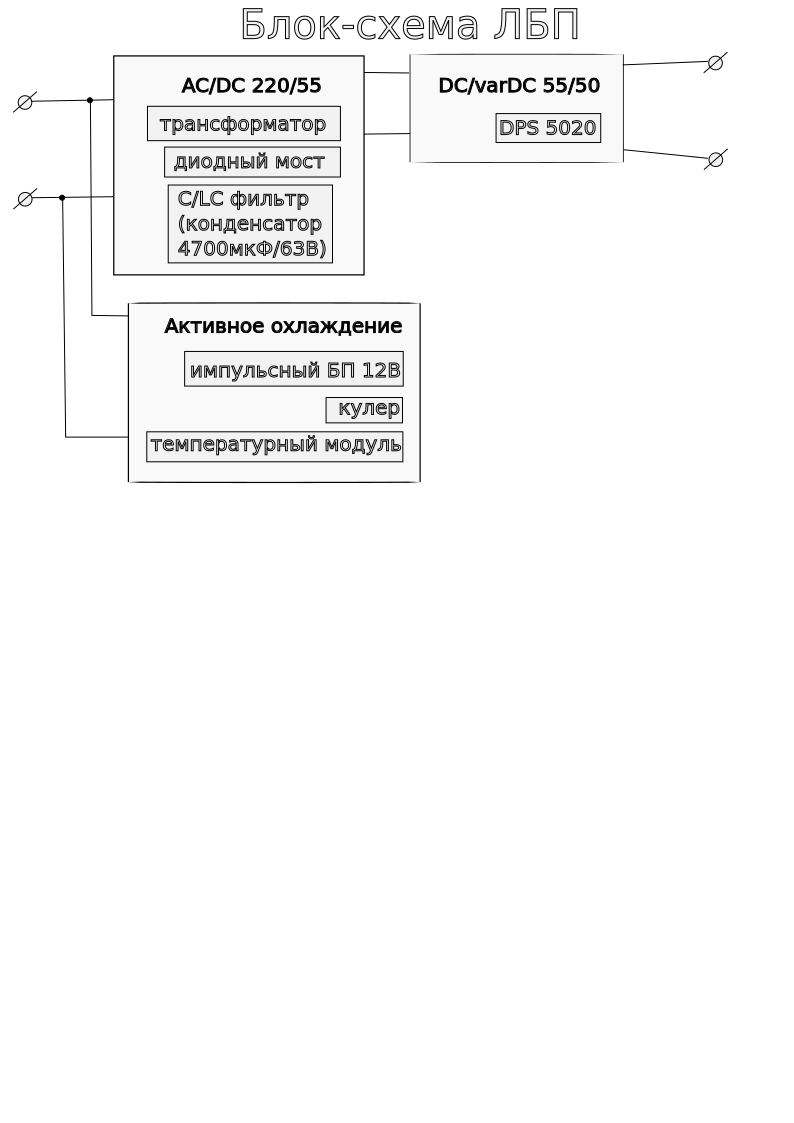 Блок-схема ЛБП
AC/DC 220/55
трансформатор
диодный мост
C/LC фильтр
(конденсатор
4700мкФ/63В)
DC/varDC 55/50
DPS 5020
Активное охлаждение
импульсный БП 12В
кулер
температурный модуль